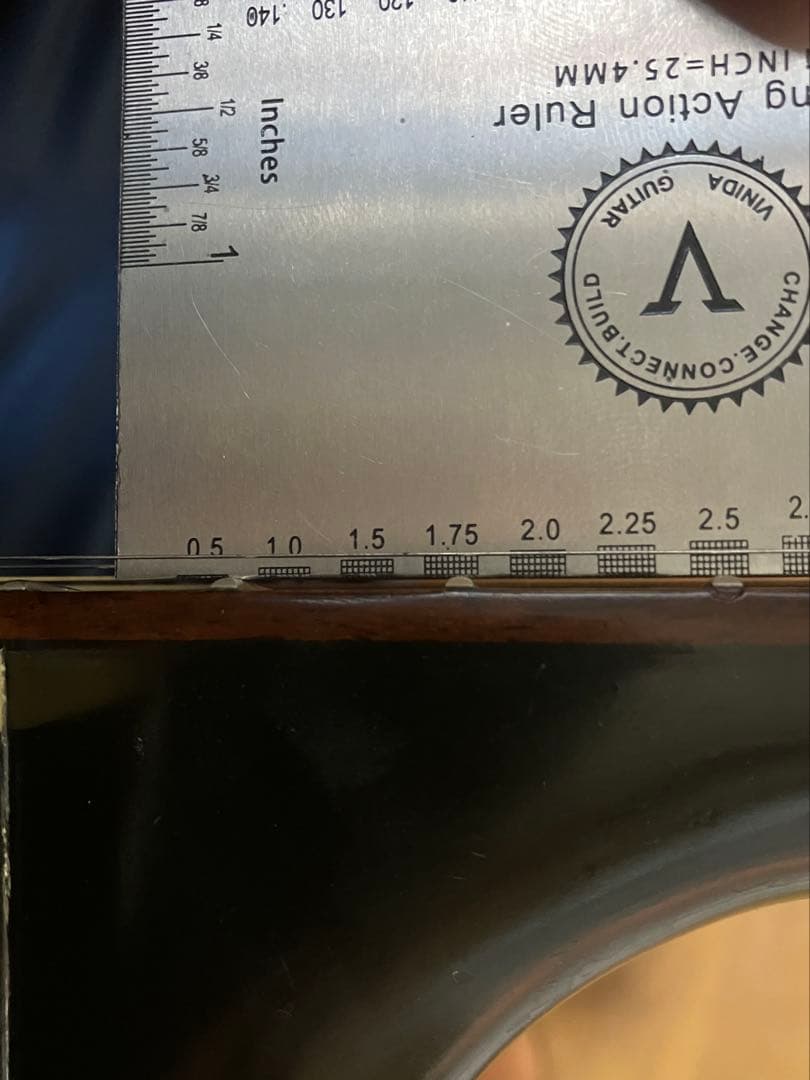 140 130 120
INCH=25.4MM
ng Action Ruler
Inches
1/4
3/8
1/2
5/8
3/4
7/8
1
VINIDA GUITAR
CHANGE.CONNECT.BUILD
V
0.5 1.0 1.5 1.75 2.0 2.25 2.5 2.